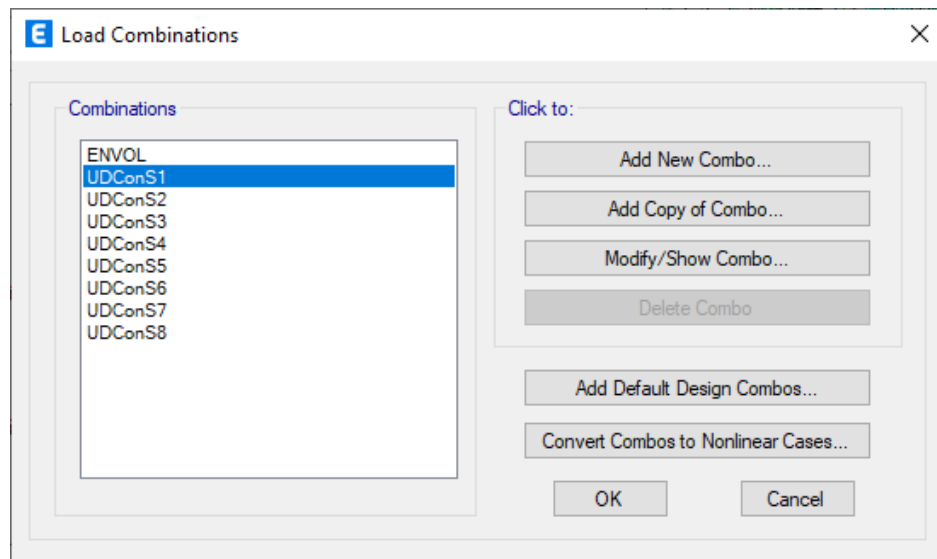 E Load Combinations
Combinations
ENVOL
UDConS1
UDConS2
UDConS3
UDConS4
UDConS5
UDConS6
UDConS7
UDConS8
Click to:
Add New Combo...
Add Copy of Combo...
Modify/Show Combo...
Delete Combo
Add Default Design Combos...
Convert Combos to Nonlinear Cases...
OK
Cancel